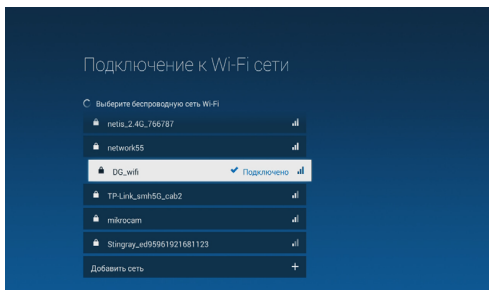 Подключение к Wi-Fi сети
Выберите беспроводную сеть Wi-Fi
netis_2.4G_766787
network55
DG_wifi Подключено
TP-Link_smh5G_cab2
mikrocam
Stingray_ed95961921681123
Добавить сеть +